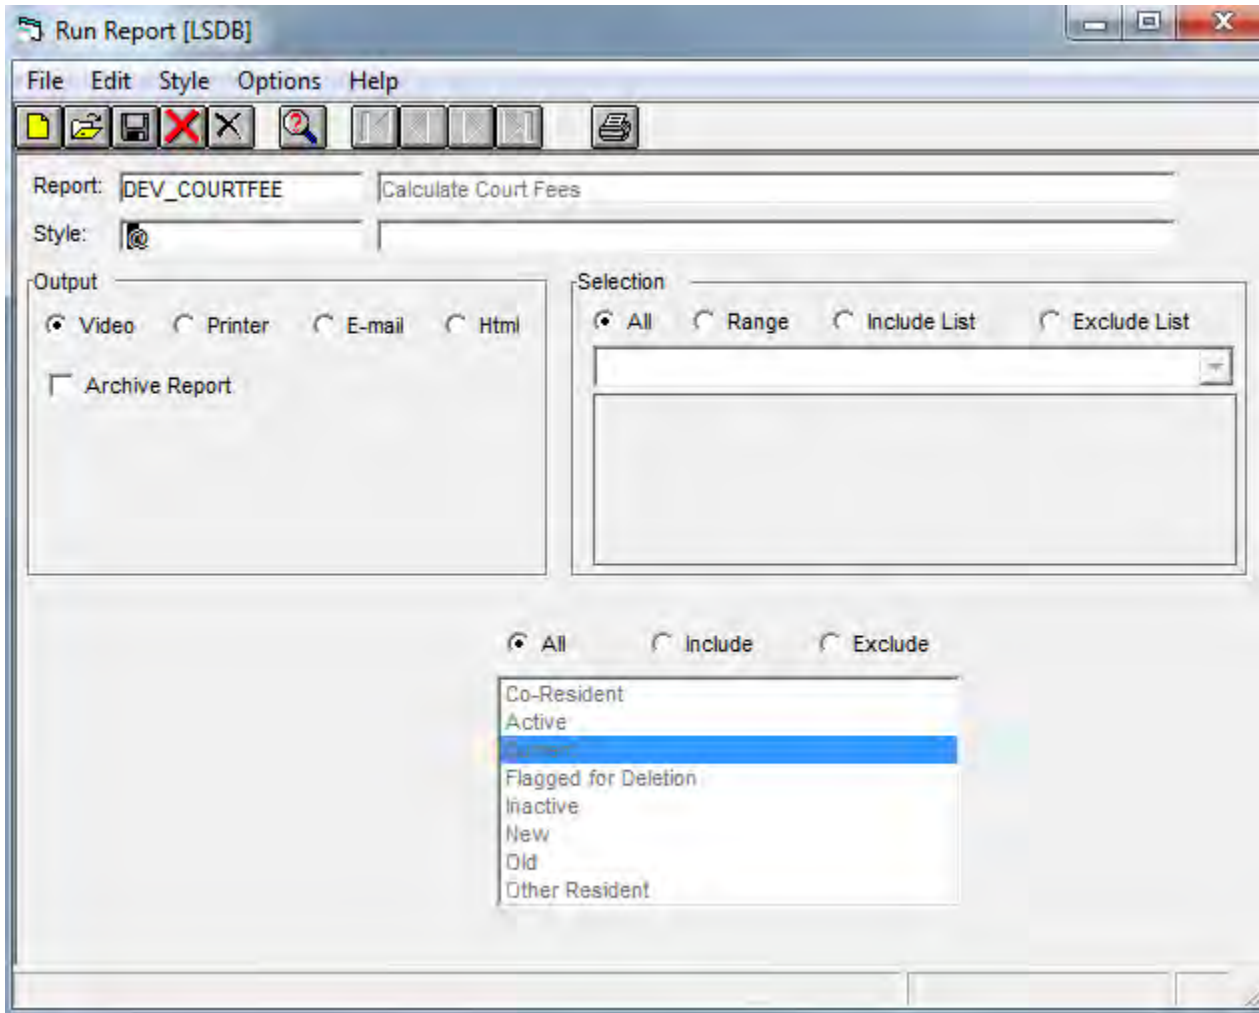 Run Report [LSDB]
File Edit Style Options Help
Report: DEV_COURTFEE Calculate Court Fees
Style: @
Output Selection
Video Printer E-mail Html All Range Include List Exclude List
Archive Report
All Include Exclude
Co-Resident
Active
Current
Flagged for Deletion
Inactive
New
Old
Other Resident